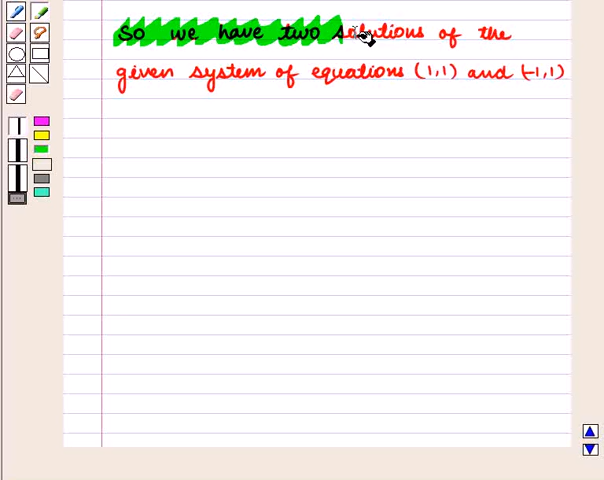 So we have two solutions of the
given system of equations (1,1) and (-1,1)